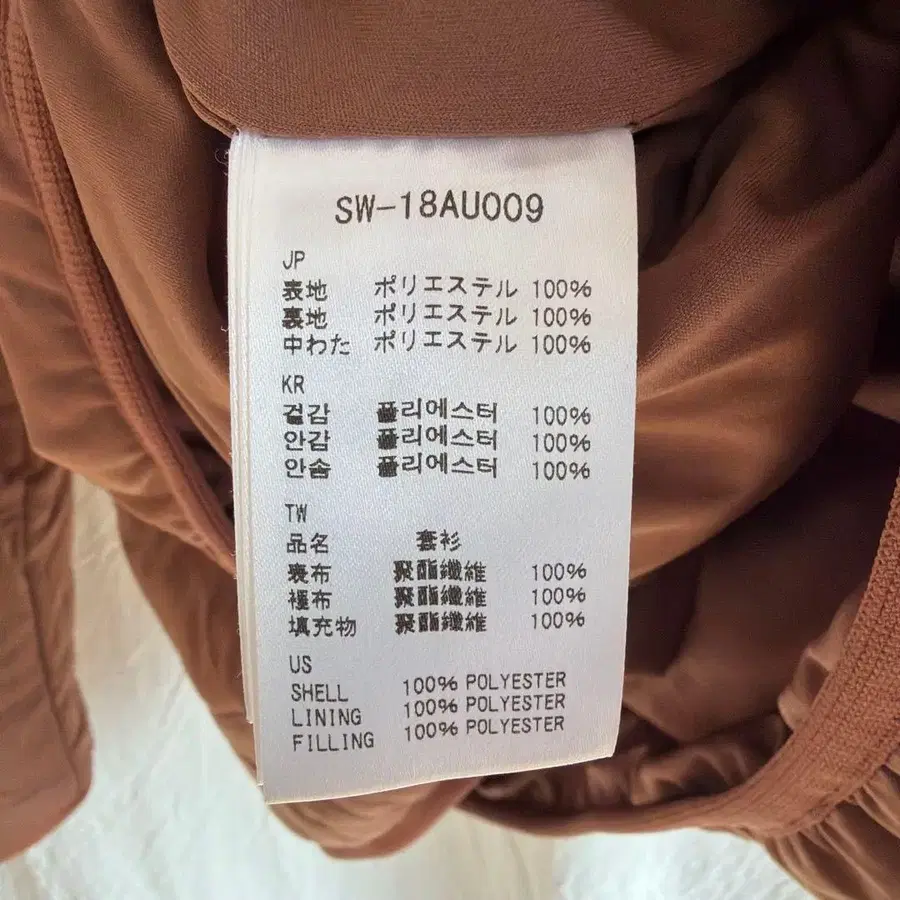 SW-18AU009
JP
表地 ポリエステル 100%
裏地 ポリエステル 100%
中わた ポリエステル 100%
KR
겉감 폴리에스터 100%
안감 폴리에스터 100%
안솜 폴리에스터 100%
TW
品名 套衫
表布 聚酯纖維 100%
裡布 聚酯纖維 100%
填充物 聚酯纖維 100%
US
SHELL 100% POLYESTER
LINING 100% POLYESTER
FILLING 100% POLYESTER